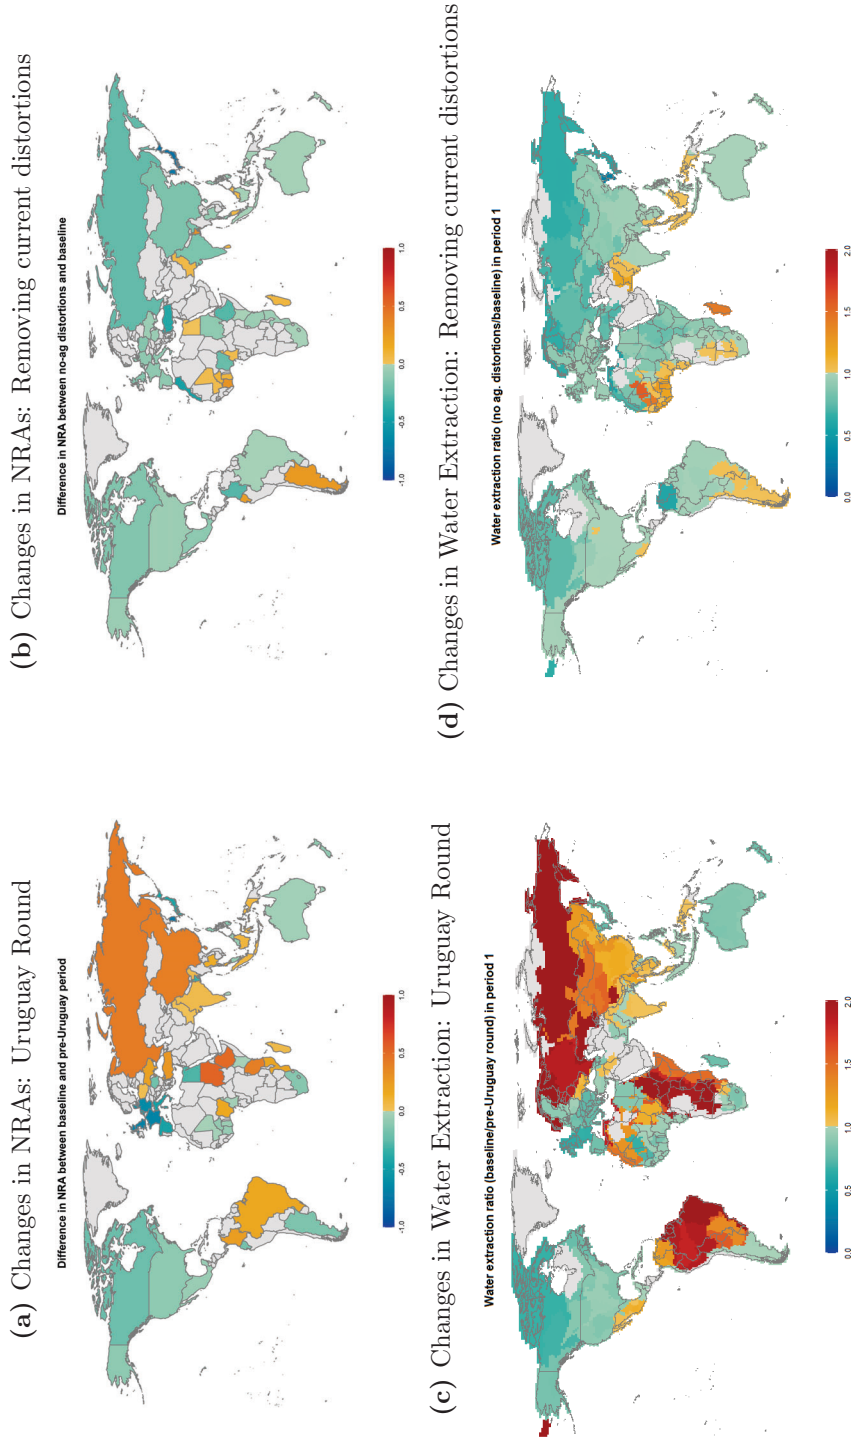 (a) Changes in NRAs: Uruguay Round
Difference in NRA between baseline and pre-Uruguay period
-1.0 -0.5 0.0 0.5 1.0
(b) Changes in NRAs: Removing current distortions
Difference in NRA between no-ag distortions and baseline
-1.0 -0.5 0.0 0.5 1.0
(c) Changes in Water Extraction: Uruguay Round
Water extraction ratio (baseline/pre-Uruguay round) in period 1
0.0 0.5 1.0 1.5 2.0
(d) Changes in Water Extraction: Removing current distortions
Water extraction ratio (no ag. distortions/baseline) in period 1
0.0 0.5 1.0 1.5 2.0